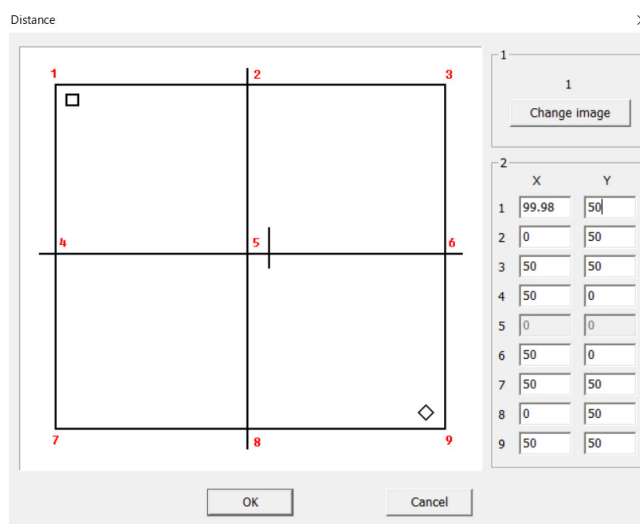 Distance
1 2 3
4 5 6
7 8 9
1
1
Change image
2
X Y
1 99.98 50
2 0 50
3 50 50
4 50 0
5 0 0
6 50 0
7 50 50
8 0 50
9 50 50
OK Cancel